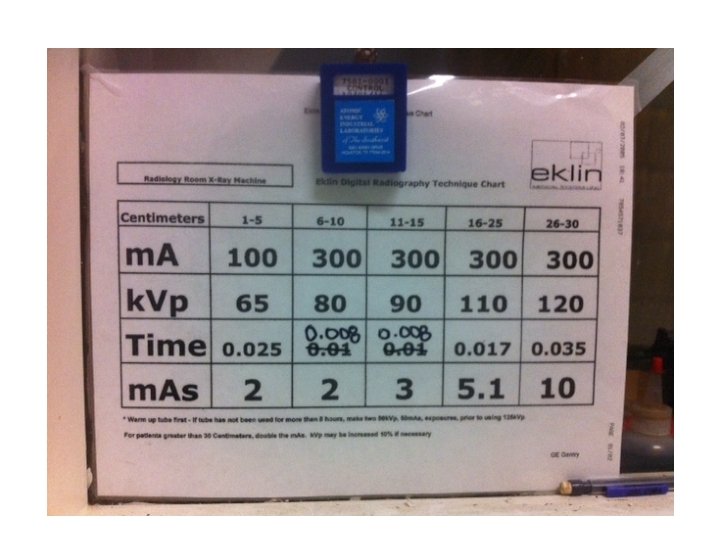 CONTROL
ATOMIC
ENERGY
INDUSTRIAL
LABORATORIES
of The Southwest
Chart
Radiology Room X-Ray Machine
Eklin Digital Radiography Technique Chart
eklin
Centimeters 1-5 6-10 11-15 16-25 26-30
mA 100 300 300 300 300
kVp 65 80 90 110 120
0.008 0.008
Time 0.025 0.01 0.01 0.017 0.035
mAs 2 2 3 5.1 10
* Warm up tube first - If tube has not been used for more than 8 hours, make two exposures, prior to using
For patients greater than 30 Centimeters, double the mAs. kVp may be increased 10% if necessary
GE Gentry